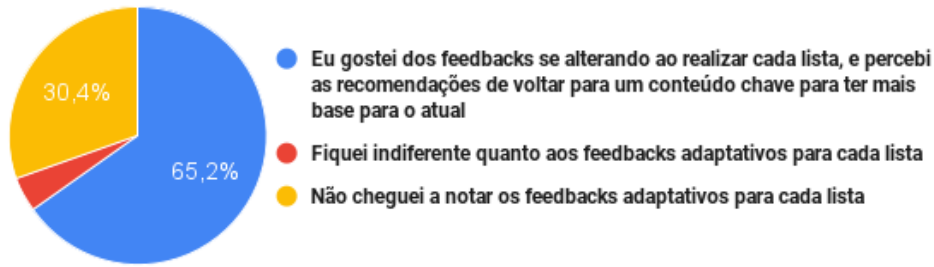 30,4%
65,2%
Eu gostei dos feedbacks se alterando ao realizar cada lista, e percebi
as recomendações de voltar para um conteúdo chave para ter mais
base para o atual
Fiquei indiferente quanto aos feedbacks adaptativos para cada lista
Não cheguei a notar os feedbacks adaptativos para cada lista